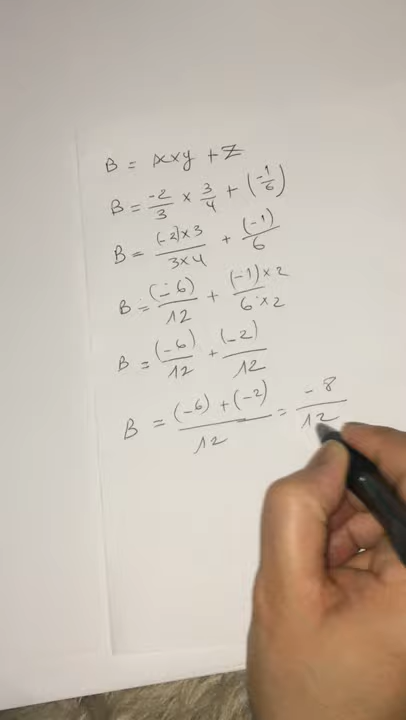 B = x×y + Z
B = -2/3 × 3/4 + (-1/6)
B = (-2)×3/3×4 + (-1)/6
B = (-6)/12 + (-1)×2/6×2
B = (-6)/12 + (-2)/12
B = (-6)+(-2)/12 = -8/12